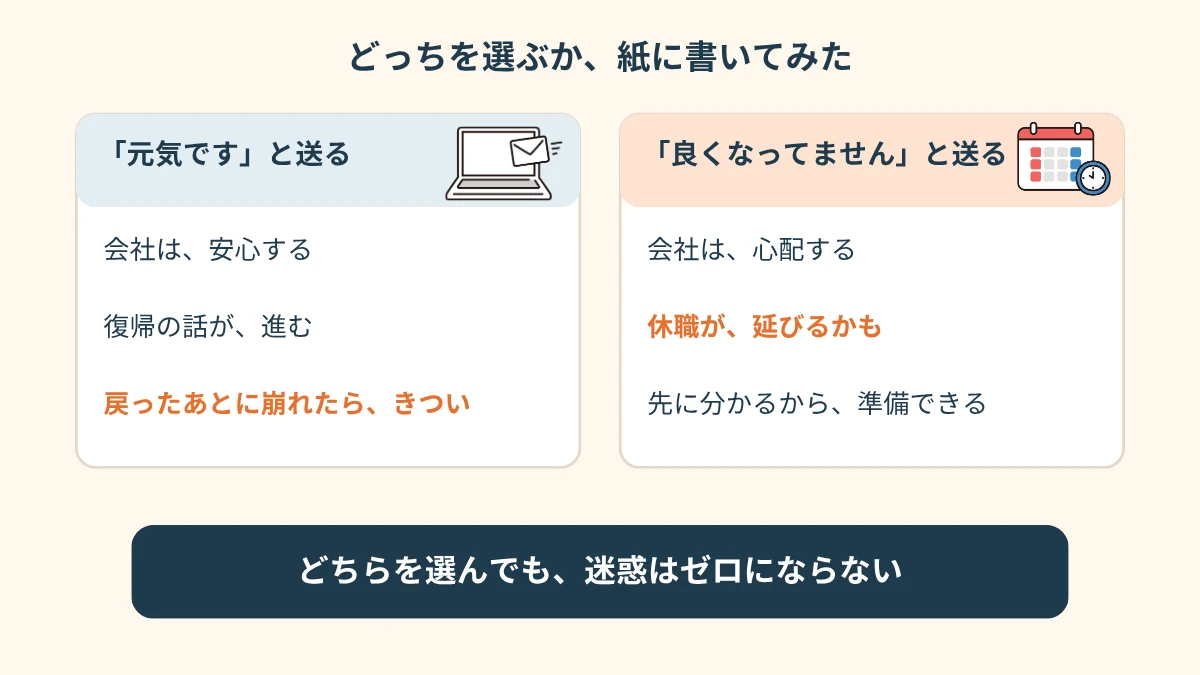 どっちを選ぶか、紙に書いてみた
「元気です」と送る
会社は、安心する
復帰の話が、進む
戻ったあとに崩れたら、きつい
「良くなってません」と送る
会社は、心配する
休職が、延びるかも
先に分かるから、準備できる
どちらを選んでも、迷惑はゼロにならない